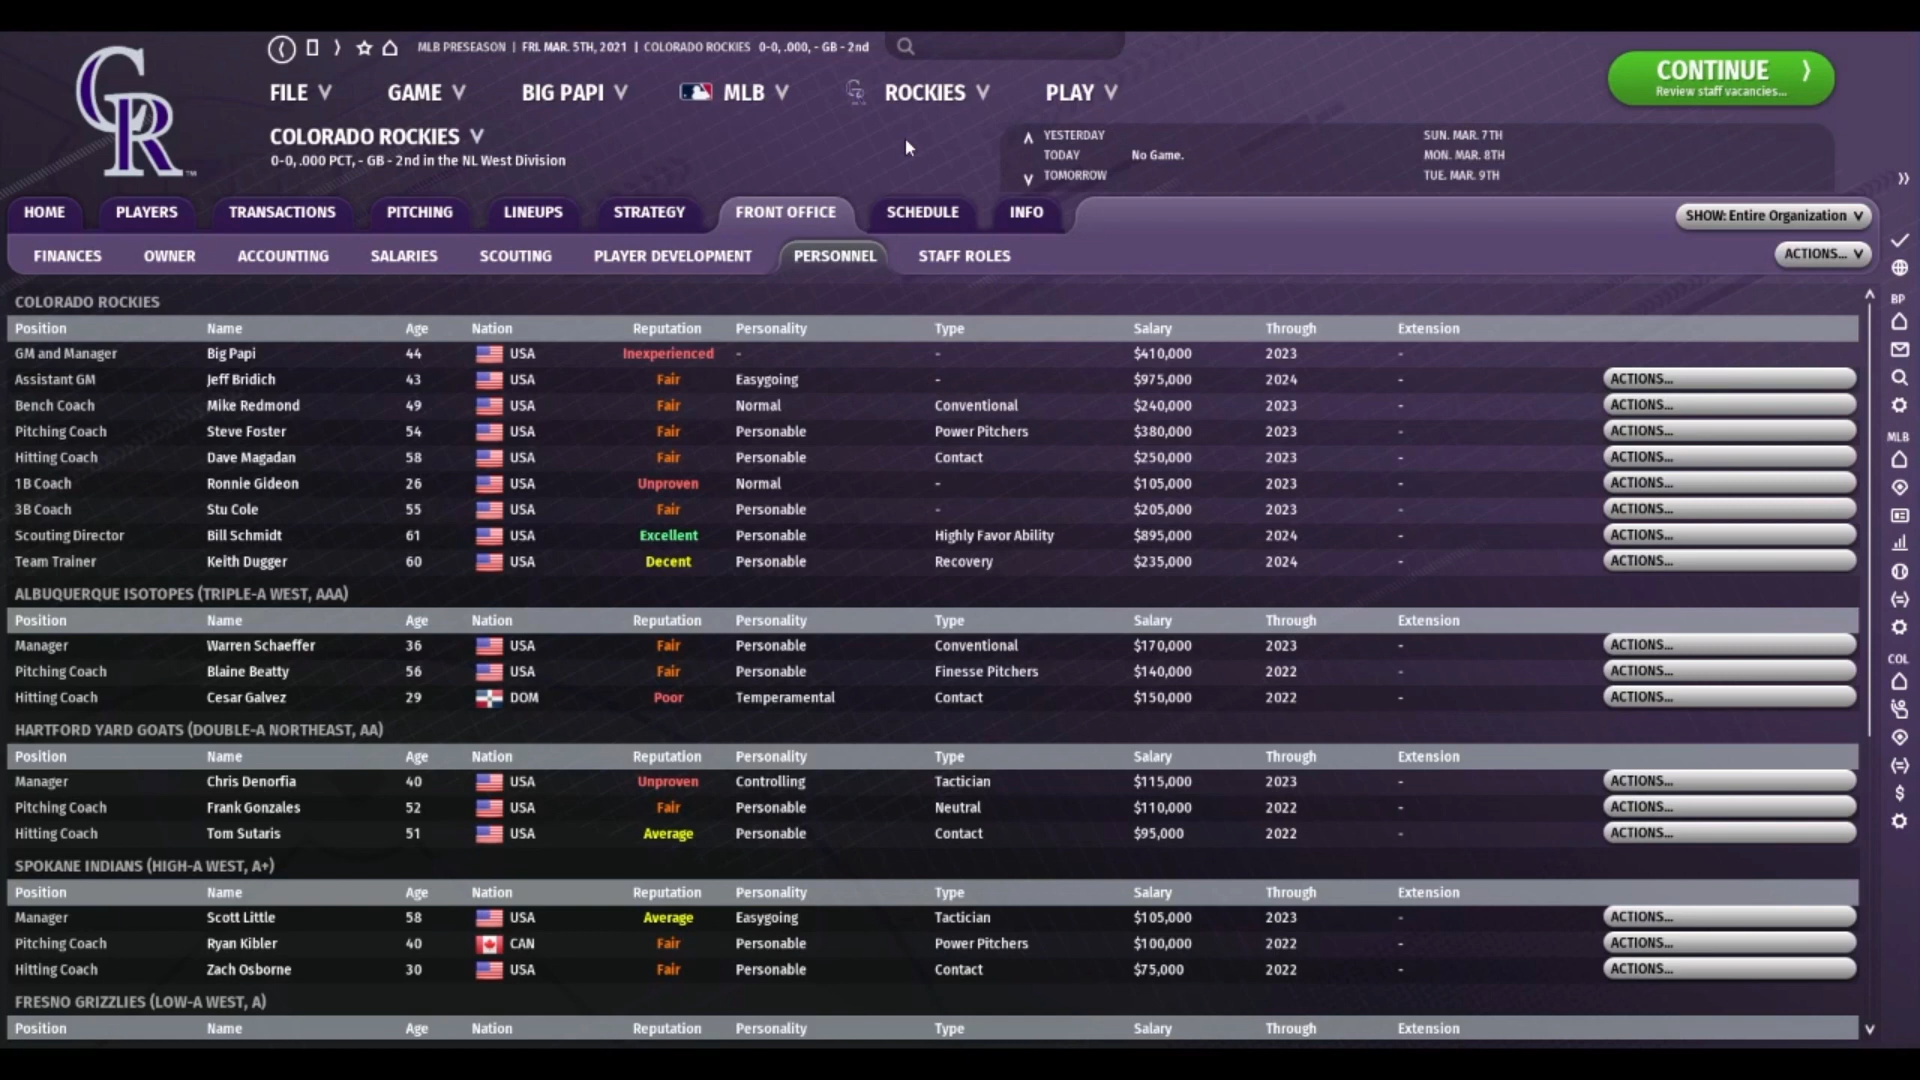 MLB PRESEASON | FRI. MAR. 5TH, 2021 | COLORADO ROCKIES 0-0, .000, - GB - 2nd
FILE GAME BIG PAPI MLB ROCKIES PLAY
CONTINUE
Review staff vacancies...
COLORADO ROCKIES
0-0, .000 PCT, - GB - 2nd in the NL West Division
YESTERDAY SUN. MAR. 7TH
TODAY No Game. MON. MAR. 8TH
TOMORROW TUE. MAR. 9TH
HOME PLAYERS TRANSACTIONS PITCHING LINEUPS STRATEGY FRONT OFFICE SCHEDULE INFO SHOW: Entire Organization
FINANCES OWNER ACCOUNTING SALARIES SCOUTING PLAYER DEVELOPMENT PERSONNEL STAFF ROLES ACTIONS...
COLORADO ROCKIES
Position Name Age Nation Reputation Personality Type Salary Through Extension
GM and Manager Big Papi 44 USA Inexperienced - - $410,000 2023 -
Assistant GM Jeff Bridich 43 USA Fair Easygoing - $975,000 2024 - ACTIONS...
Bench Coach Mike Redmond 49 USA Fair Normal Conventional $240,000 2023 - ACTIONS...
Pitching Coach Steve Foster 54 USA Fair Personable Power Pitchers $380,000 2023 - ACTIONS...
Hitting Coach Dave Magadan 58 USA Fair Personable Contact $250,000 2023 - ACTIONS...
1B Coach Ronnie Gideon 26 USA Unproven Normal - $105,000 2023 - ACTIONS...
3B Coach Stu Cole 55 USA Fair Personable - $205,000 2023 - ACTIONS...
Scouting Director Bill Schmidt 61 USA Excellent Personable Highly Favor Ability $895,000 2024 - ACTIONS...
Team Trainer Keith Dugger 60 USA Decent Personable Recovery $235,000 2024 - ACTIONS...
ALBUQUERQUE ISOTOPES (TRIPLE-A WEST, AAA)
Position Name Age Nation Reputation Personality Type Salary Through Extension
Manager Warren Schaeffer 36 USA Fair Personable Conventional $170,000 2023 - ACTIONS...
Pitching Coach Blaine Beatty 56 USA Fair Personable Finesse Pitchers $140,000 2022 - ACTIONS...
Hitting Coach Cesar Galvez 29 DOM Poor Temperamental Contact $150,000 2022 - ACTIONS...
HARTFORD YARD GOATS (DOUBLE-A NORTHEAST, AA)
Position Name Age Nation Reputation Personality Type Salary Through Extension
Manager Chris Denorfia 40 USA Unproven Controlling Tactician $115,000 2023 - ACTIONS...
Pitching Coach Frank Gonzales 52 USA Fair Personable Neutral $110,000 2022 - ACTIONS...
Hitting Coach Tom Sutaris 51 USA Average Personable Contact $95,000 2022 - ACTIONS...
SPOKANE INDIANS (HIGH-A WEST, A+)
Position Name Age Nation Reputation Personality Type Salary Through Extension
Manager Scott Little 58 USA Average Easygoing Tactician $105,000 2023 - ACTIONS...
Pitching Coach Ryan Kibler 40 CAN Fair Personable Power Pitchers $100,000 2022 - ACTIONS...
Hitting Coach Zach Osborne 30 USA Fair Personable Contact $75,000 2022 - ACTIONS...
FRESNO GRIZZLIES (LOW-A WEST, A)
Position Name Age Nation Reputation Personality Type Salary Through Extension
BP
MLB
COL
CR
TM